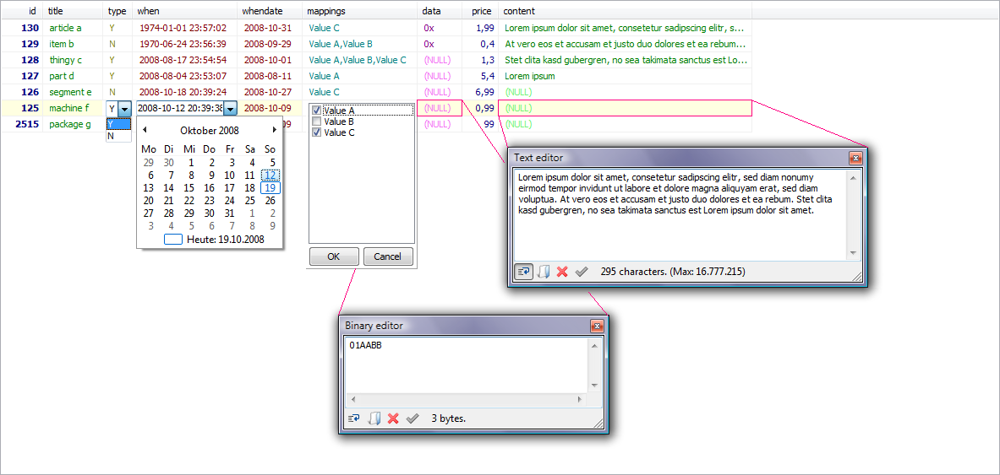 id title type when whendate mappings data price content
130 article a Y 1974-01-01 23:57:02 2008-10-31 Value C 0x 1,99 Lorem ipsum dolor sit amet, consetetur sadipscing elitr, s...
129 item b N 1970-06-24 23:56:39 2008-09-29 Value A,Value B 0x 0,4 At vero eos et accusam et justo duo dolores et ea rebum...
128 thingy c Y 2008-08-17 23:54:54 2008-10-01 Value A,Value B,Value C (NULL) 1,3 Stet clita kasd gubergren, no sea takimata sanctus est Lo...
127 part d Y 2008-08-04 23:53:07 2008-08-11 Value A (NULL) 5,4 Lorem ipsum
126 segment e N 2008-10-18 20:39:24 2008-10-27 Value C 6,99 (NULL)
125 machine f Y 2008-10-12 20:39:38 2008-10-09 (NULL) 0,99 (NULL)
2515 package g 09 (NULL) 99 (NULL)
Y
N
Oktober 2008
Mo Di Mi Do Fr Sa So
29 30 1 2 3 4 5
6 7 8 9 10 11 12
13 14 15 16 17 18 19
20 21 22 23 24 25 26
27 28 29 30 31 1 2
3 4 5 6 7 8 9
Heute: 19.10.2008
Value A
Value B
Value C
OK Cancel
Text editor
Lorem ipsum dolor sit amet, consetetur sadipscing elitr, sed diam nonumy
eirmod tempor invidunt ut labore et dolore magna aliquyam erat, sed diam
voluptua. At vero eos et accusam et justo duo dolores et ea rebum. Stet clita
kasd gubergren, no sea takimata sanctus est Lorem ipsum dolor sit amet.
295 characters. (Max: 16.777.215)
Binary editor
01AABB
3 bytes.